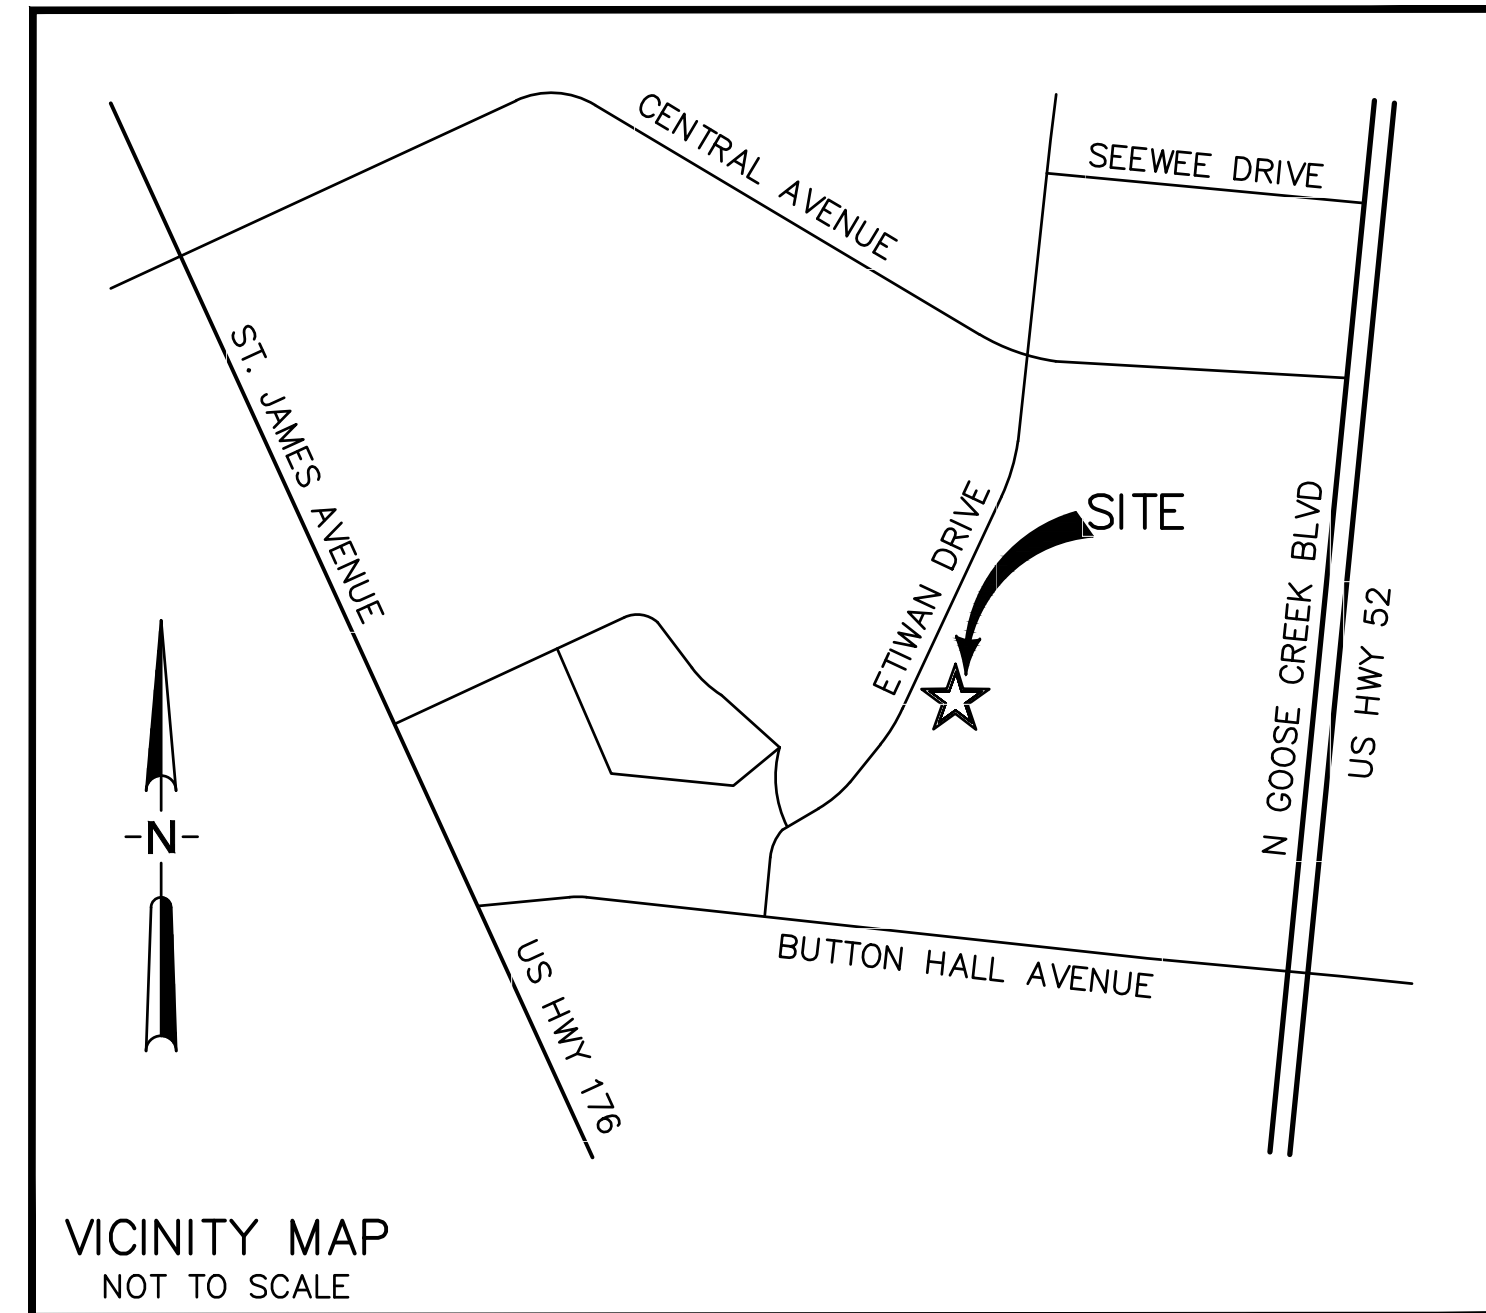 CENTRAL AVENUE
SEEWEE DRIVE
ST. JAMES AVENUE
SITE
ETIWAN DRIVE
N GOOSE CREEK BLVD
US HWY 52
-N-
BUTTON HALL AVENUE
US HWY 176
VICINITY MAP
NOT TO SCALE